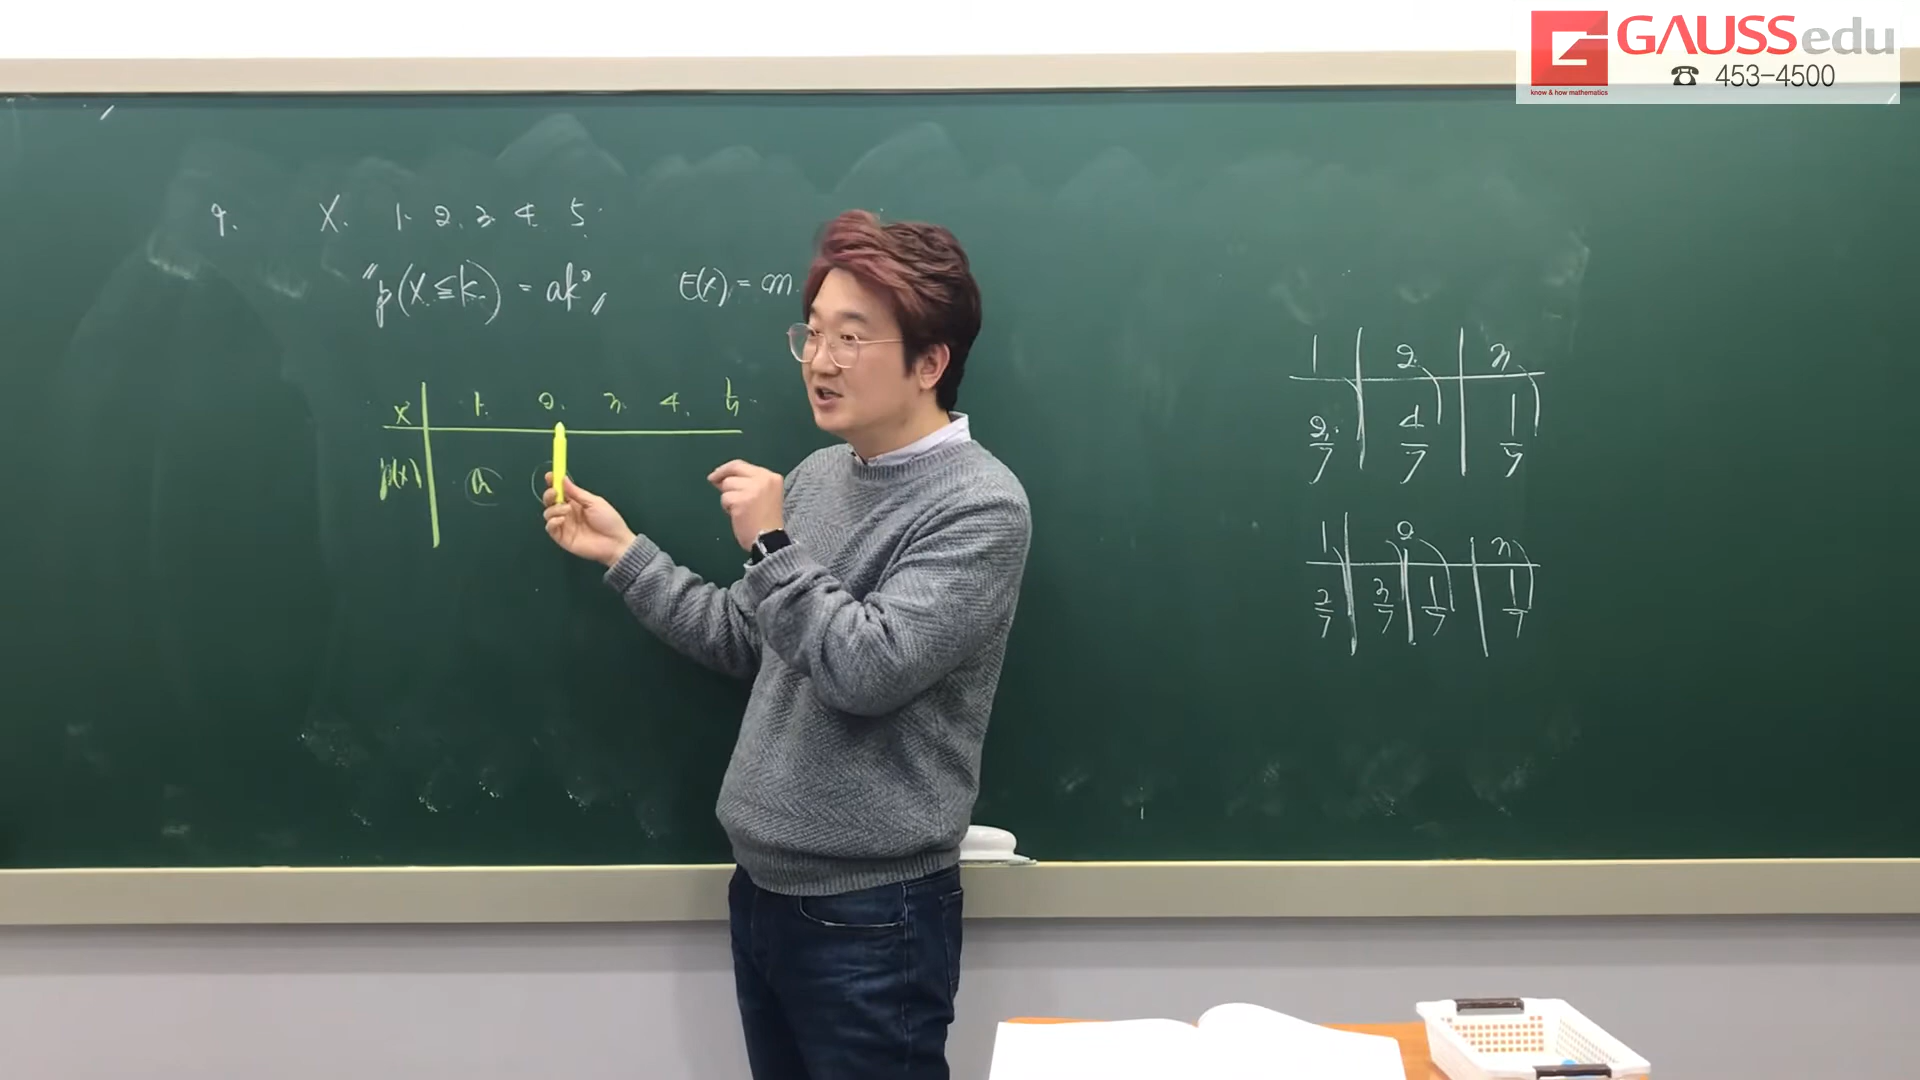 GAUSSedu
know & how mathematics
☎ 453-4500
9. X. 1. 2. 3. 4. 5.
"p(X≤k) = ak²" E(X) = m
X 1. 2. 3. 4. 5.
p(X) a
1 2 3
2/7 4/7 1/7
1 2 3
2/7 3/7 1/7 1/7